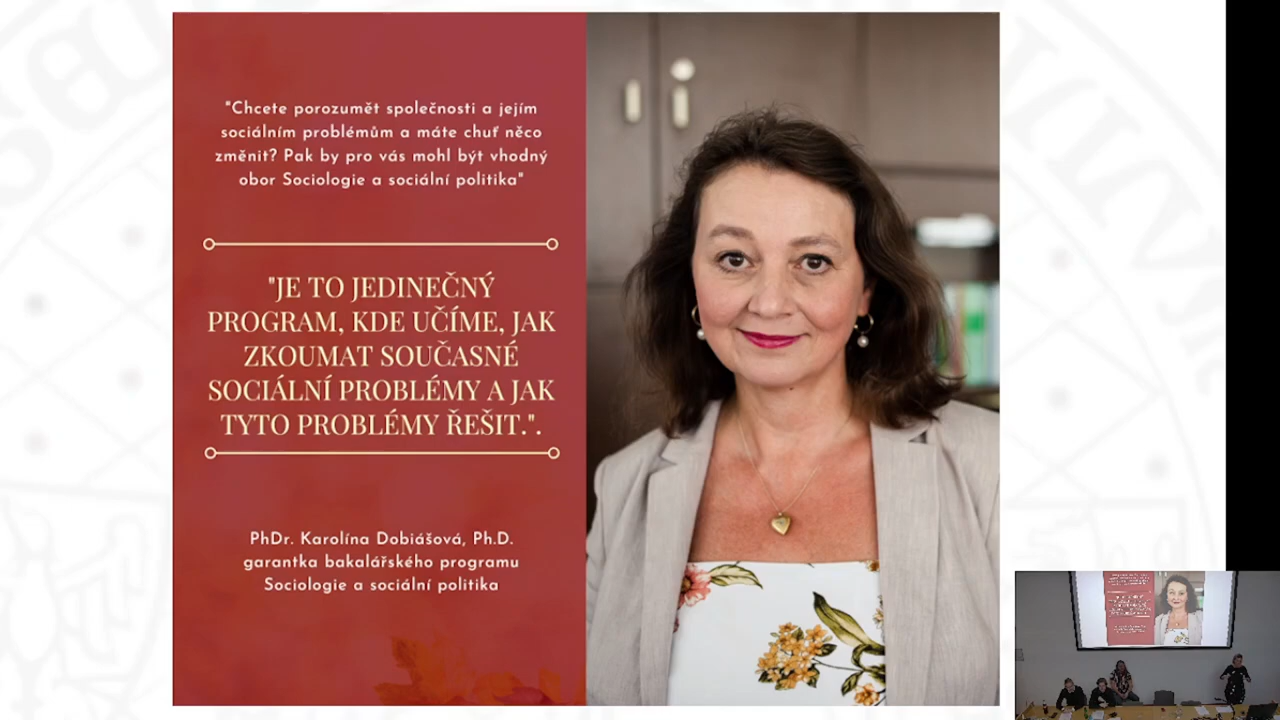 "Chcete porozumět společnosti a jejím
sociálním problémům a máte chuť něco
změnit? Pak by pro vás mohl být vhodný
obor Sociologie a sociální politika"
"JE TO JEDINEČNÝ
PROGRAM, KDE UČÍME, JAK
ZKOUMAT SOUČASNÉ
SOCIÁLNÍ PROBLÉMY A JAK
TYTO PROBLÉMY ŘEŠIT.".
PhDr. Karolína Dobiášová, Ph.D.
garantka bakalářského programu
Sociologie a sociální politika